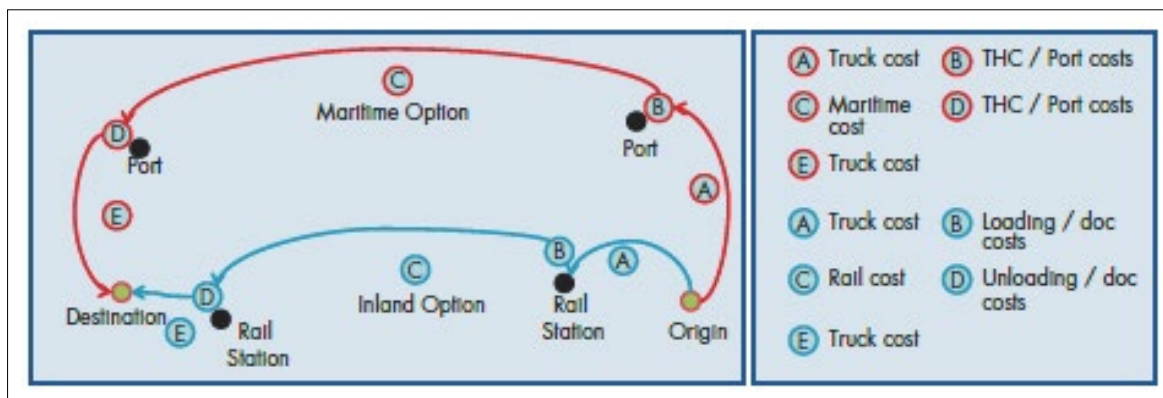 C
Maritime Option
B
Port
D
Port
A
E
B
A
C
Inland Option
D
Destination
E
Rail
Station
Rail
Station
Origin
A Truck cost B THC / Port costs
C Maritime
cost
D THC / Port costs
E Truck cost
A Truck cost B Loading / doc
costs
C Rail cost D Unloading / doc
costs
E Truck cost